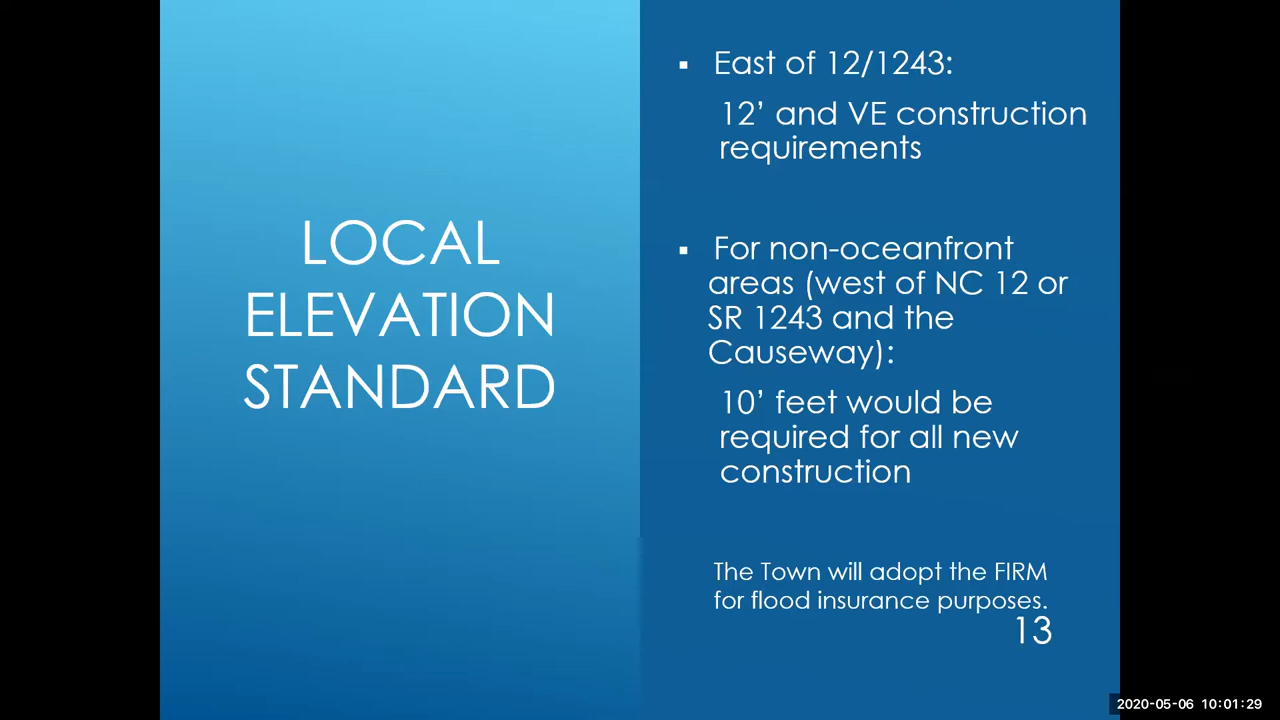 LOCAL
ELEVATION
STANDARD
▪ East of 12/1243:
12’ and VE construction
requirements
▪ For non-oceanfront
areas (west of NC 12 or
SR 1243 and the
Causeway):
10’ feet would be
required for all new
construction
The Town will adopt the FIRM
for flood insurance purposes.
13
2020-05-06 10:01:29